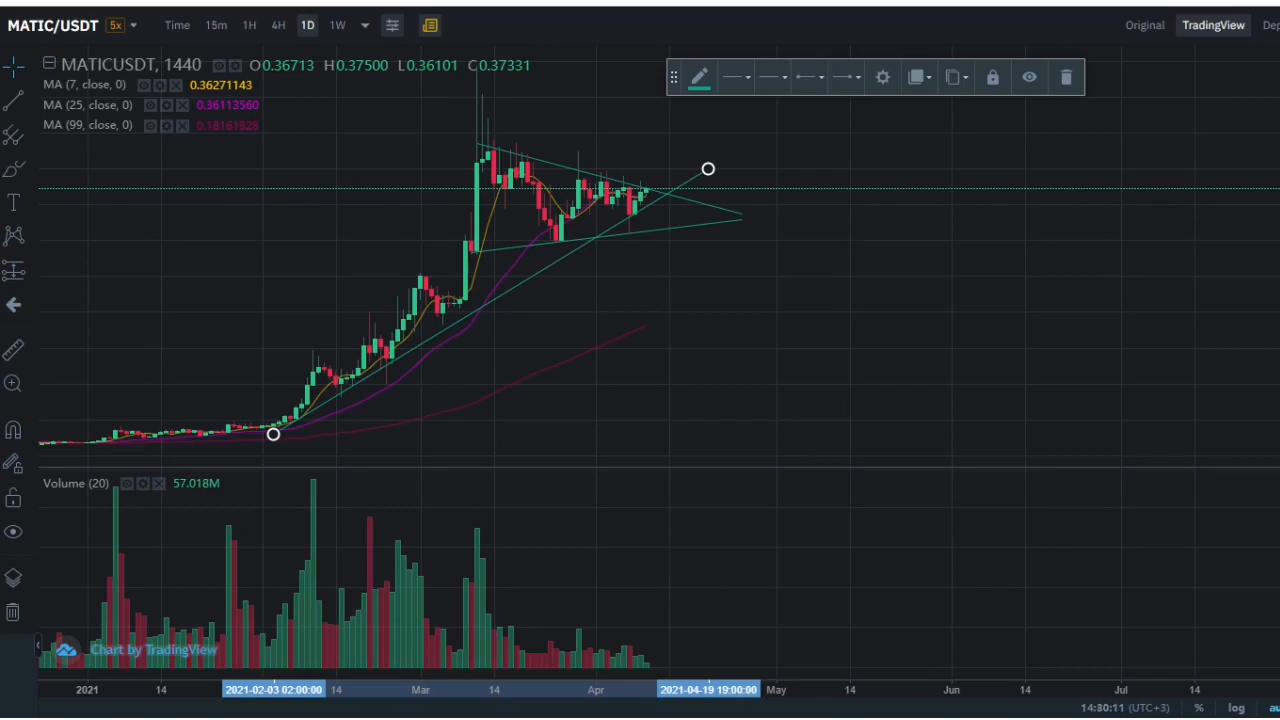 MATIC/USDT 5x Time 15m 1H 4H 1D 1W Original TradingView Dep
MATICUSDT, 1440 O0.36713 H0.37500 L0.36101 C0.37331
MA (7, close, 0) 0.36271143
MA (25, close, 0) 0.36113560
MA (99, close, 0) 0.18161928
Volume (20) 57.018M
Chart by TradingView
2021 14 2021-02-03 02:00:00 14 Mar 14 Apr 2021-04-19 19:00:00 May 14 Jun 14 Jul 14
14:30:11 (UTC+3) % log au